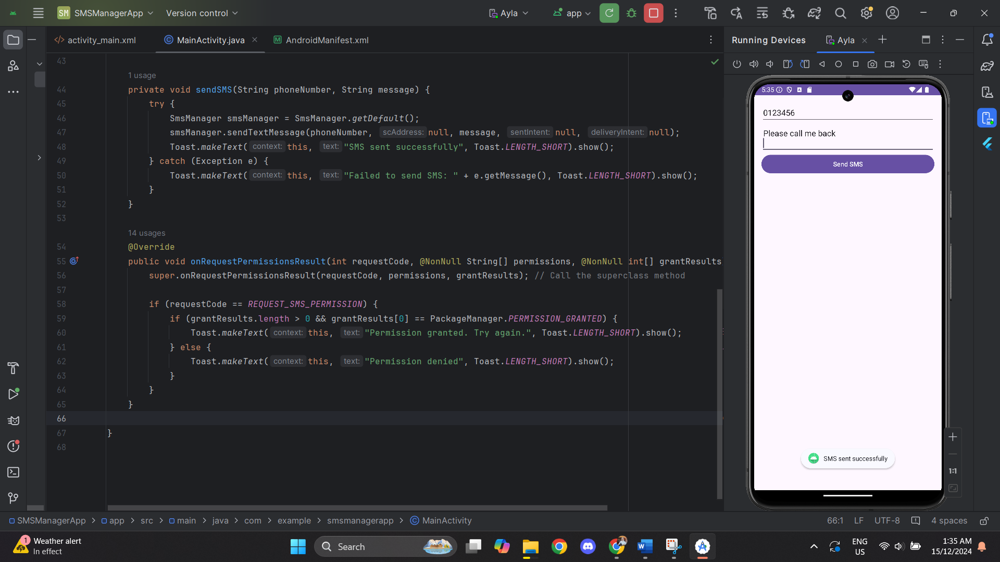 SM SMSManagerApp Version control Ayla app
activity_main.xml MainActivity.java AndroidManifest.xml
43
1 usage
44 private void sendSMS(String phoneNumber, String message) {
45 try {
46 SmsManager smsManager = SmsManager.getDefault();
47 smsManager.sendTextMessage(phoneNumber, scAddress: null, message, sentIntent: null, deliveryIntent: null);
48 Toast.makeText( context: this, text: "SMS sent successfully", Toast.LENGTH_SHORT).show();
49 } catch (Exception e) {
50 Toast.makeText( context: this, text: "Failed to send SMS: " + e.getMessage(), Toast.LENGTH_SHORT).show();
51 }
52 }
53
14 usages
54 @Override
55 public void onRequestPermissionsResult(int requestCode, @NonNull String[] permissions, @NonNull int[] grantResults
56 super.onRequestPermissionsResult(requestCode, permissions, grantResults); // Call the superclass method
57
58 if (requestCode == REQUEST_SMS_PERMISSION) {
59 if (grantResults.length > 0 && grantResults[0] == PackageManager.PERMISSION_GRANTED) {
60 Toast.makeText( context: this, text: "Permission granted. Try again.", Toast.LENGTH_SHORT).show();
61 } else {
62 Toast.makeText( context: this, text: "Permission denied", Toast.LENGTH_SHORT).show();
63 }
64 }
65 }
66
67 }
68
Running Devices Ayla
5:35
0123456
Please call me back
Send SMS
SMS sent successfully
1:1
SMSManagerApp > app > src > main > java > com > example > smsmanagerapp > MainActivity
66:1 LF UTF-8 4 spaces
1 Weather alert
In effect
Search
ENG
US
1:35 AM
15/12/2024